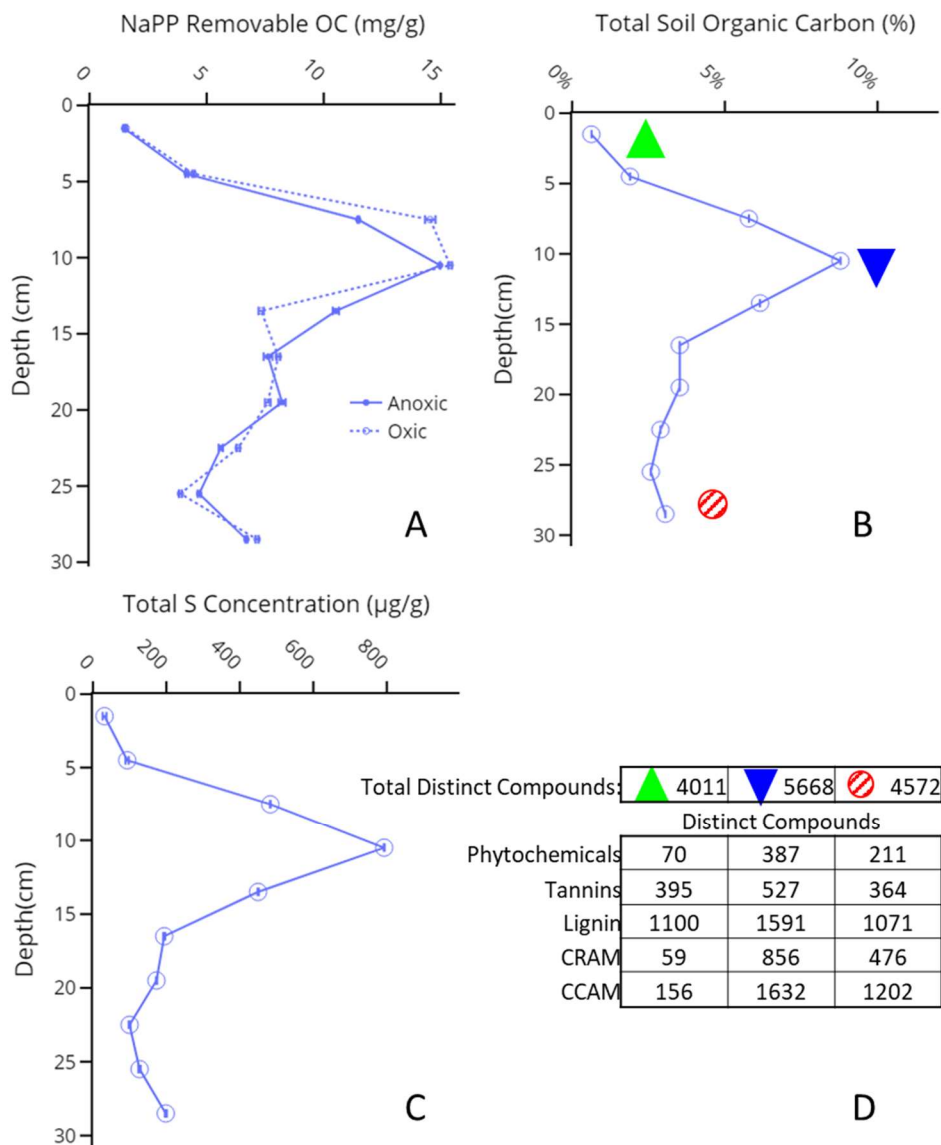 NaPP Removable OC (mg/g)
0 5 10 15
0
5
10
15
20
25
30
Depth (cm)
Anoxic
Oxic
A
Total Soil Organic Carbon (%)
0% 5% 10%
0
5
10
15
20
25
30
Depth(cm)
B
Total S Concentration (µg/g)
0 200 400 600 800
0
5
10
15
20
25
30
Depth(cm)
C
Total Distinct Compounds: 4011 5668 4572
Distinct Compounds
Phytochemicals 70 387 211
Tannins 395 527 364
Lignin 1100 1591 1071
CRAM 59 856 476
CCAM 156 1632 1202
D